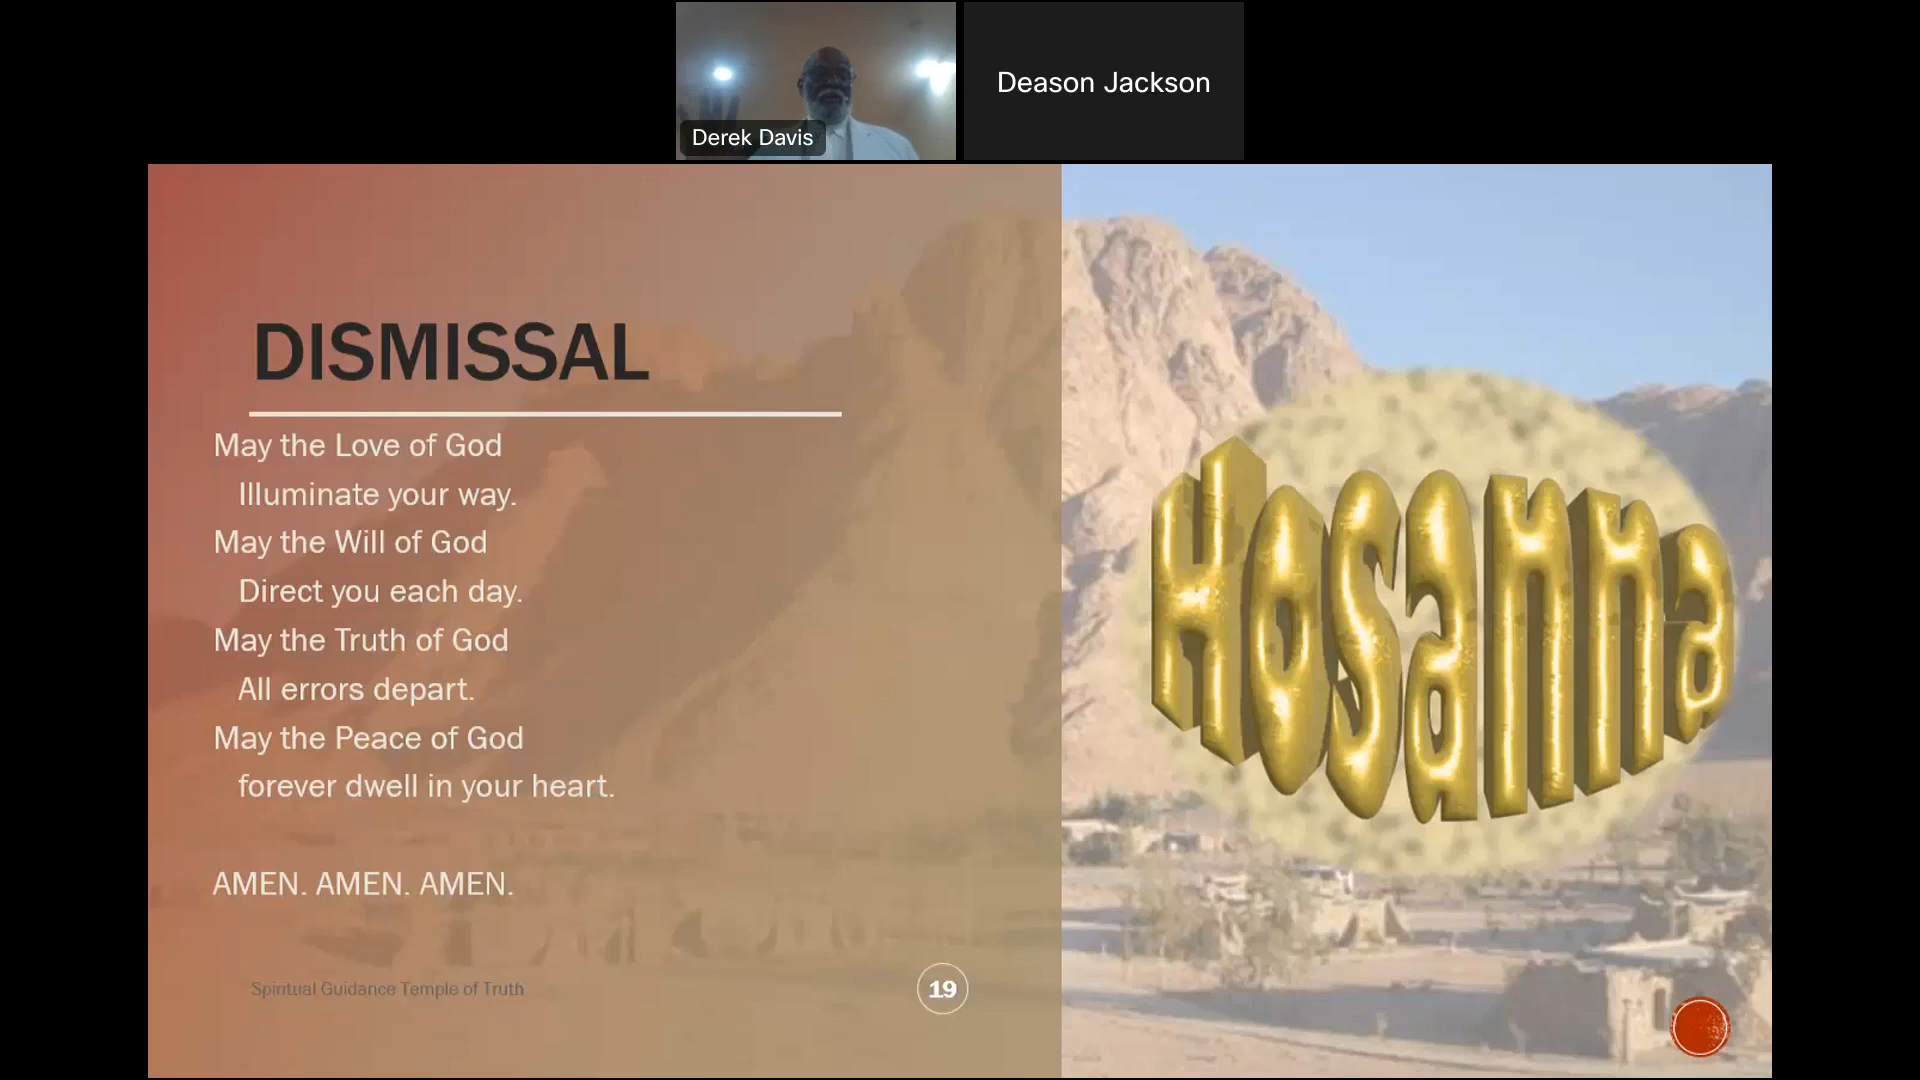 Derek Davis
Deason Jackson
DISMISSAL
May the Love of God
Illuminate your way.
May the Will of God
Direct you each day.
May the Truth of God
All errors depart.
May the Peace of God
forever dwell in your heart.
AMEN. AMEN. AMEN.
Spiritual Guidance Temple of Truth
19
Hosanna